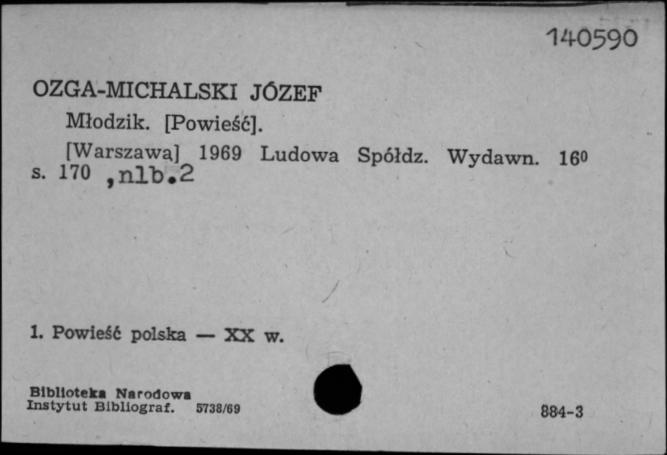 140590
OZGA-MICHALSKI JÓZEF
Młodzik. [Powieść].
[Warszawa] 1969 Ludowa Spółdz. Wydawn. 16⁰
s. 170 ,nlb.2
1. Powieść polska — XX w.
Biblioteka Narodowa
Instytut Bibliograf. 5738/69
884-3